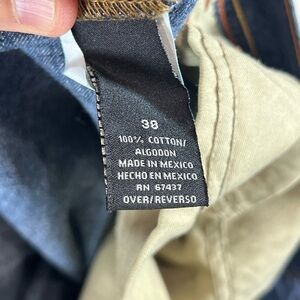 38
100% COTTON/
ALGODON
MADE IN MEXICO
HECHO EN MEXICO
RN 67437
OVER/REVERSO